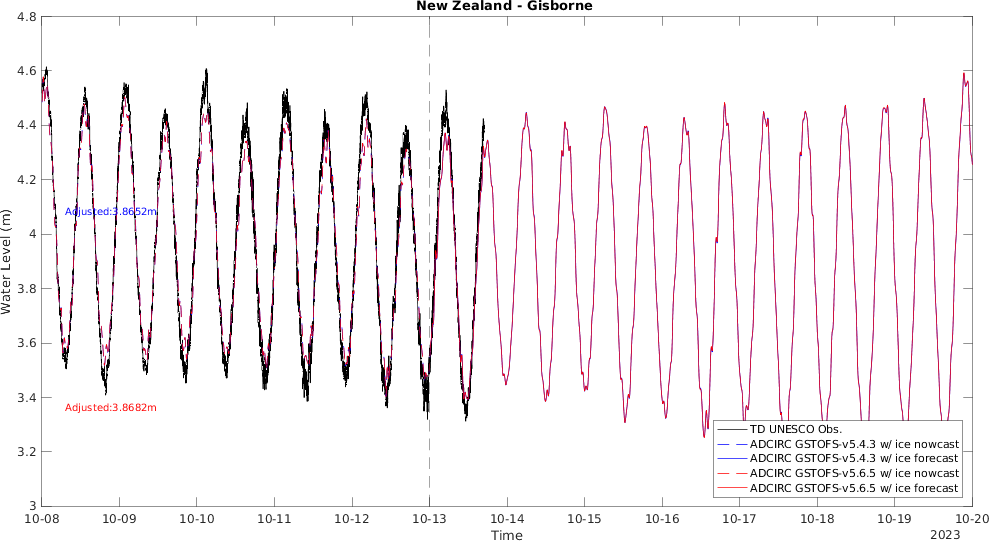 New Zealand - Gisborne
Water Level (m)
4.8
4.6
4.4
4.2
4
3.8
3.6
3.4
3.2
3
Adjusted:3.8652m
Adjusted:3.8682m
TD UNESCO Obs.
ADCIRC GSTOFS-v5.4.3 w/ ice nowcast
ADCIRC GSTOFS-v5.4.3 w/ ice forecast
ADCIRC GSTOFS-v5.6.5 w/ ice nowcast
ADCIRC GSTOFS-v5.6.5 w/ ice forecast
10-08 10-09 10-10 10-11 10-12 10-13 10-14 10-15 10-16 10-17 10-18 10-19 10-20
Time
2023